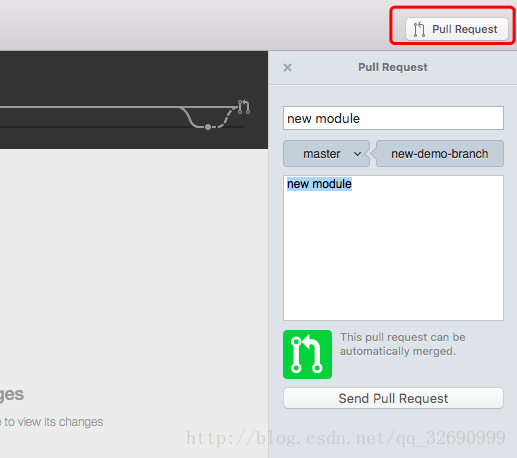 Pull Request
Pull Request
new module
master
new-demo-branch
new module
This pull request can be
automatically merged.
Send Pull Request
ges
e to view its changes
http://blog.csdn.net/qq_32690999